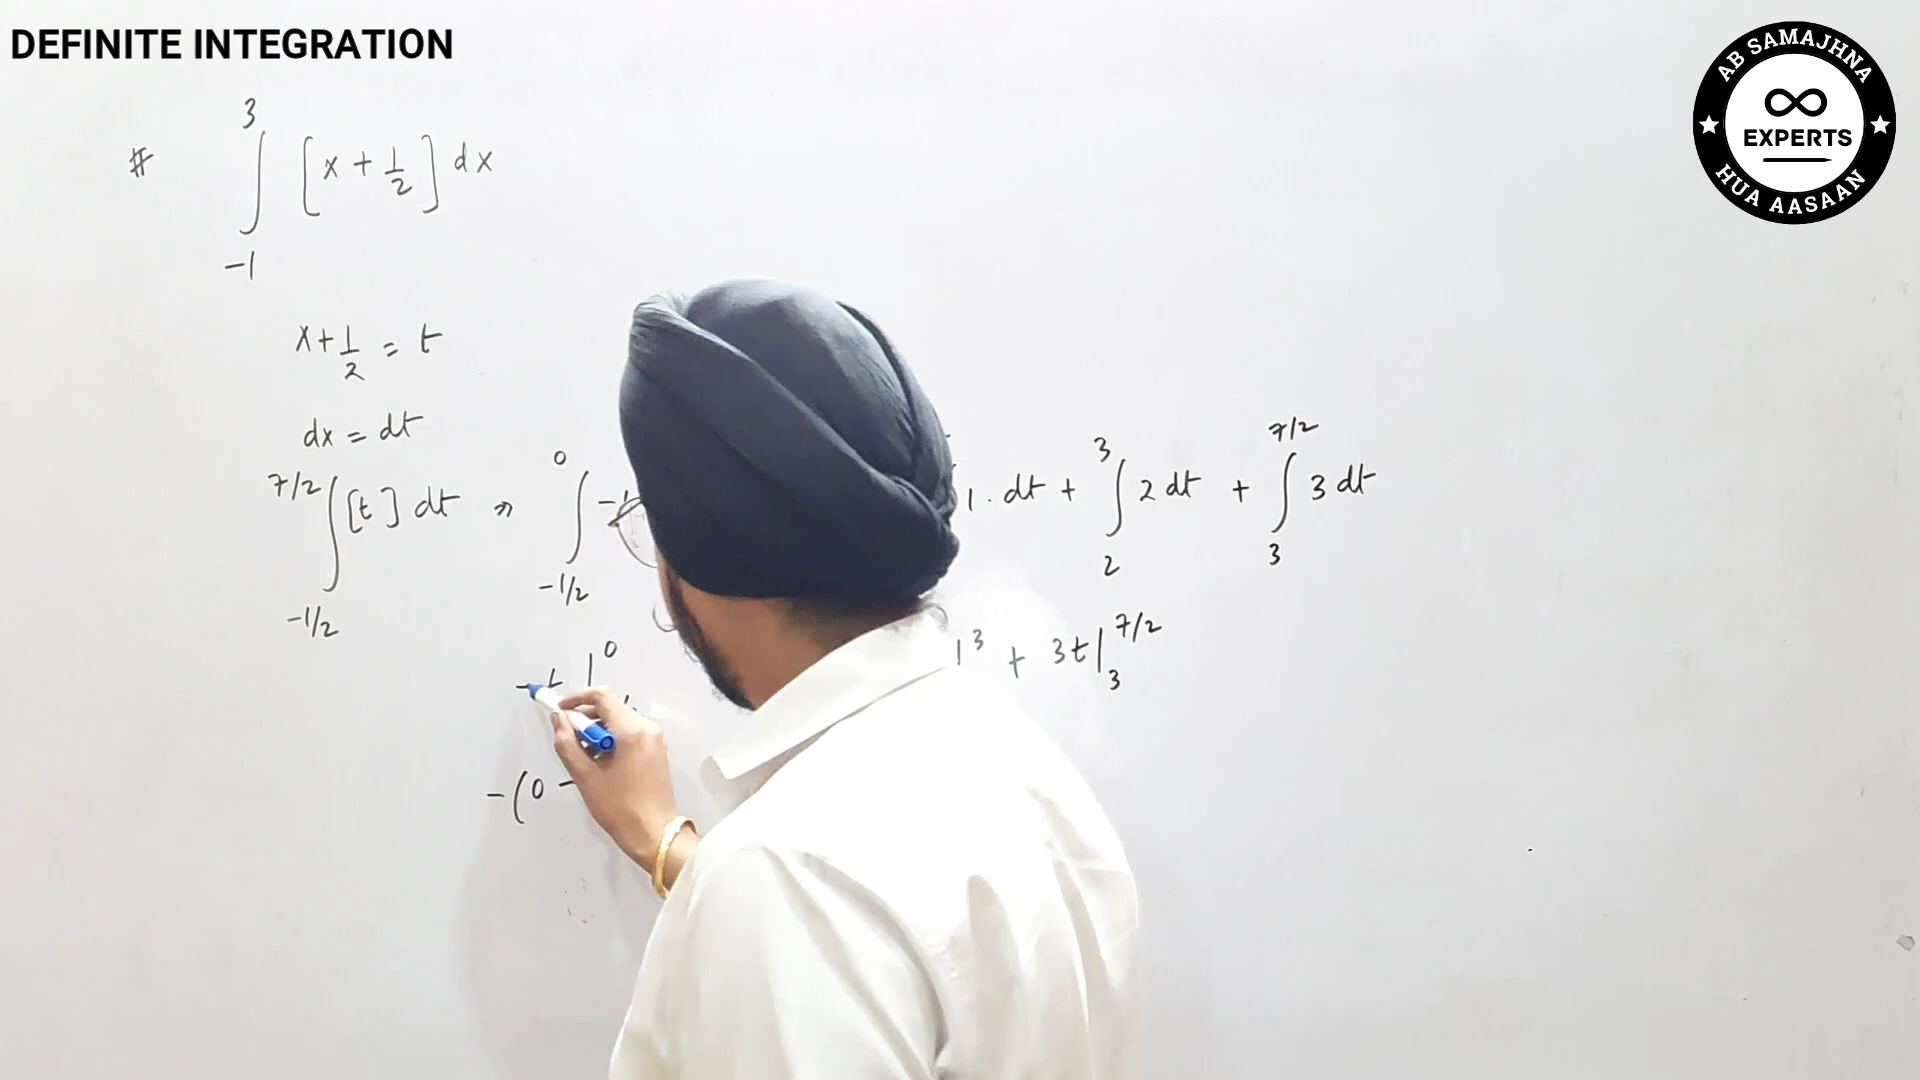 DEFINITE INTEGRATION
AB SAMAJHNA
∞
EXPERTS
HUA AASAAN
# ∫_{-1}^{3} [x + 1/2] dx
x + 1/2 = t
dx = dt
∫_{-1/2}^{7/2} [t] dt ⇒ ∫_{-1/2}^{0} -1 1. dt + ∫_{2}^{3} 2 dt + ∫_{3}^{7/2} 3 dt
-t |^{0} |^{3} + 3t |_{3}^{7/2}
-(0 -